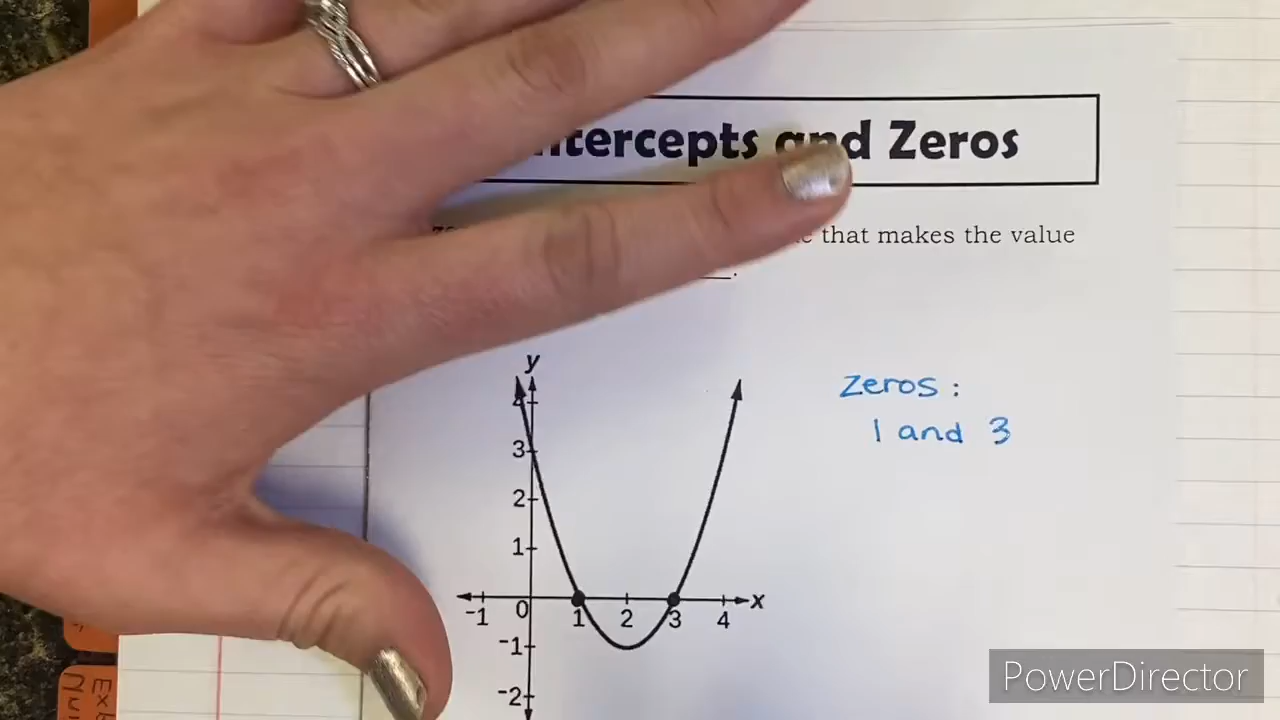 and Zeros
that makes the value
y
Zeros:
1 and 3
4
3
2
1
-1 0 1 2 3 4 x
-1
-2
PowerDirector